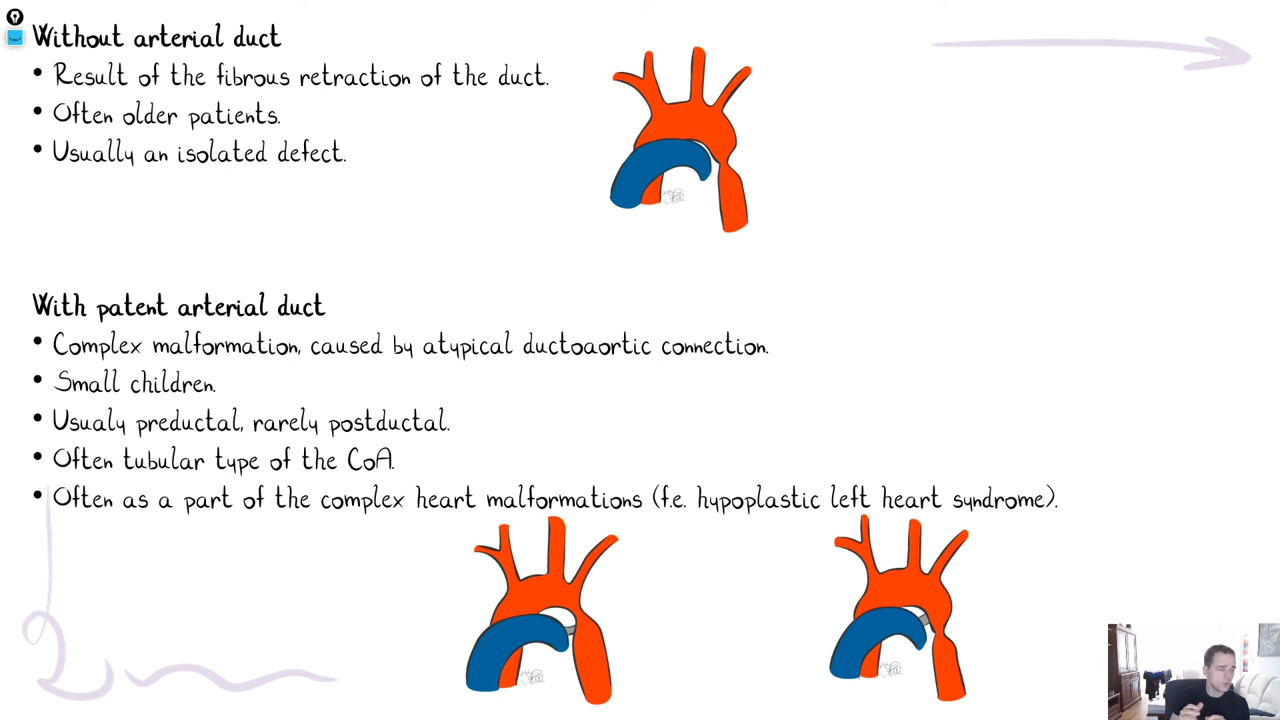 Without arterial duct
• Result of the fibrous retraction of the duct.
• Often older patients.
• Usually an isolated defect.
With patent arterial duct
• Complex malformation, caused by atypical ductoaortic connection.
• Small children.
• Usualy preductal, rarely postductal.
• Often tubular type of the CoA.
• Often as a part of the complex heart malformations (f.e. hypoplastic left heart syndrome).